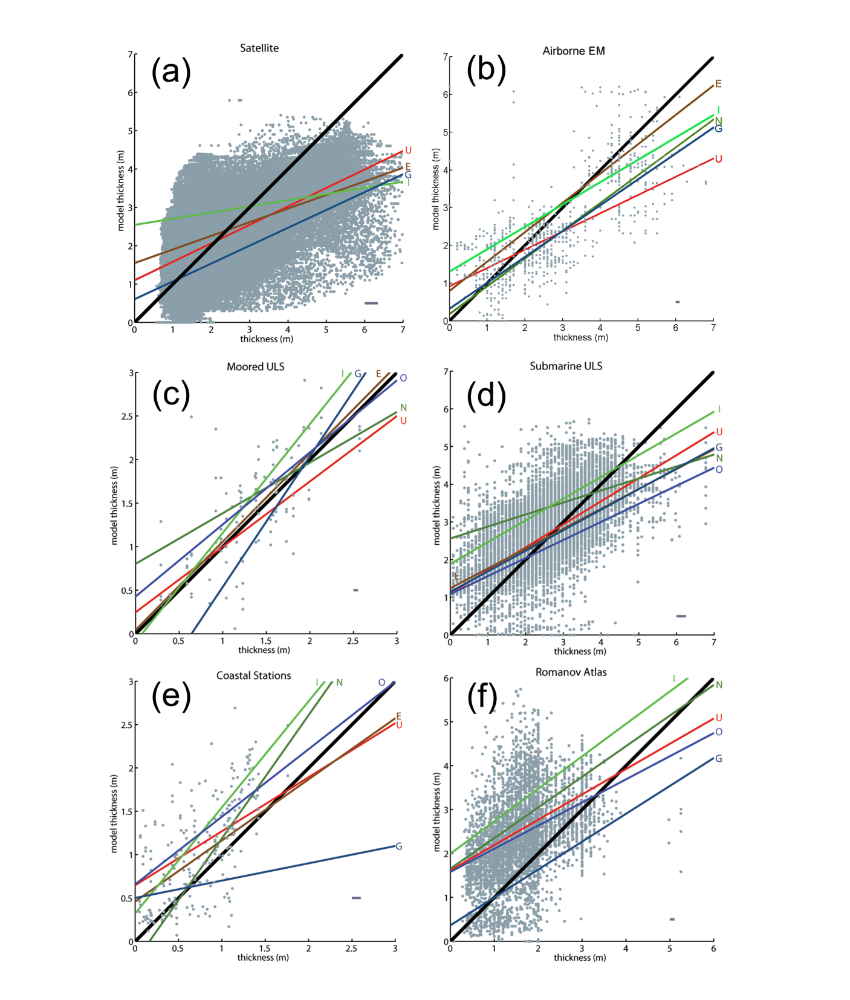 Satellite
(a)
7
6
5
4
3
2
1
0
model thickness (m)
U
E
G
I
0 1 2 3 4 5 6 7
thickness (m)
Airborne EM
(b)
7
6
5
4
3
2
1
0
model thickness (m)
E
I
N
G
U
0 1 2 3 4 5 6 7
thickness (m)
Moored ULS
(c)
3
2.5
2
1.5
1
0.5
0
model thickness (m)
I G E
O
N
U
0 0.5 1 1.5 2 2.5 3
thickness (m)
Submarine ULS
(d)
7
6
5
4
3
2
1
0
model thickness (m)
I
U
G
N
O
E
0 1 2 3 4 5 6 7
thickness (m)
Coastal Stations
(e)
3
2.5
2
1.5
1
0.5
0
model thickness (m)
I N O
E
U
G
0 0.5 1 1.5 2 2.5 3
thickness (m)
Romanov Atlas
(f)
6
5
4
3
2
1
0
model thickness (m)
I
N
U
O
G
0 1 2 3 4 5 6
thickness (m)